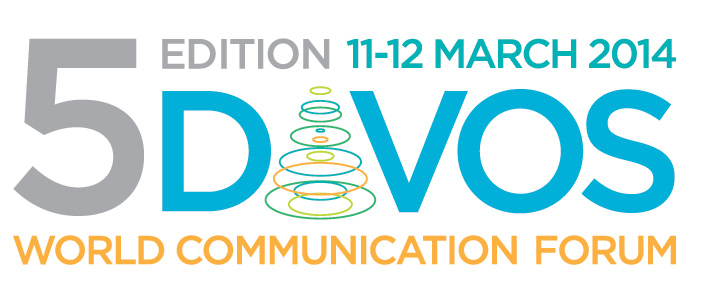 5 EDITION 11-12 MARCH 2014
DAVOS
WORLD COMMUNICATION FORUM